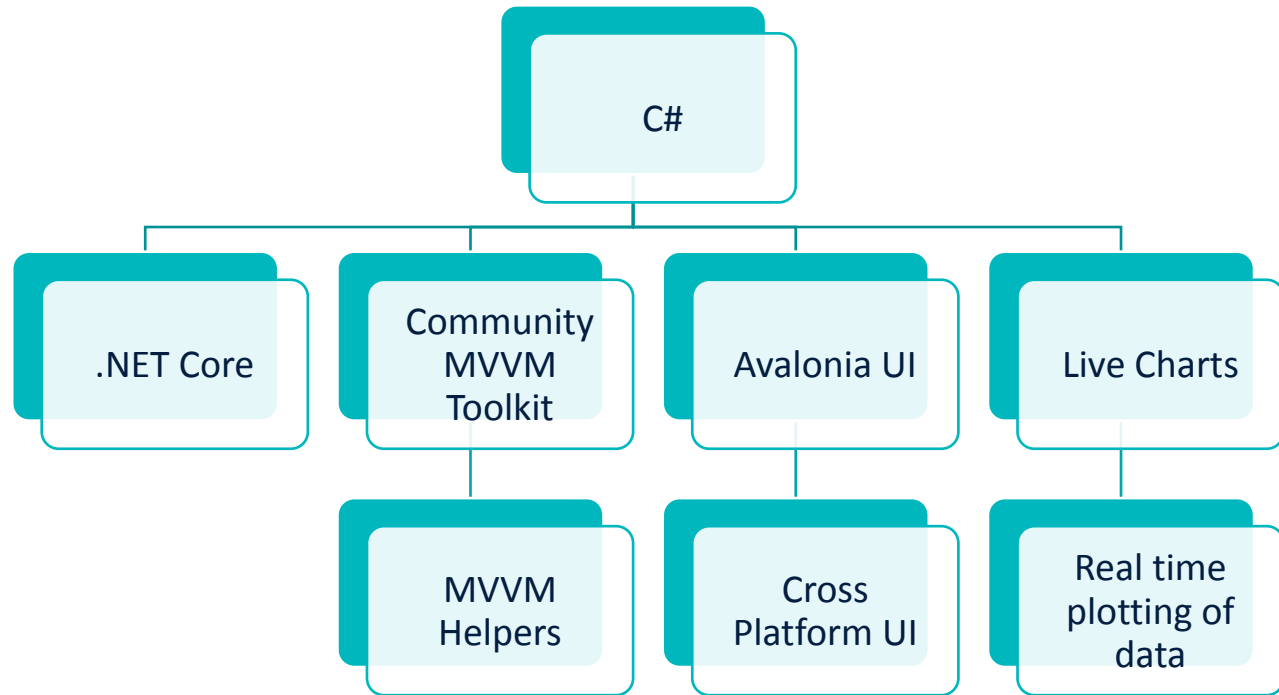 C#
.NET Core
Community
MVVM
Toolkit
Avalonia UI
Live Charts
MVVM
Helpers
Cross
Platform UI
Real time
plotting of
data